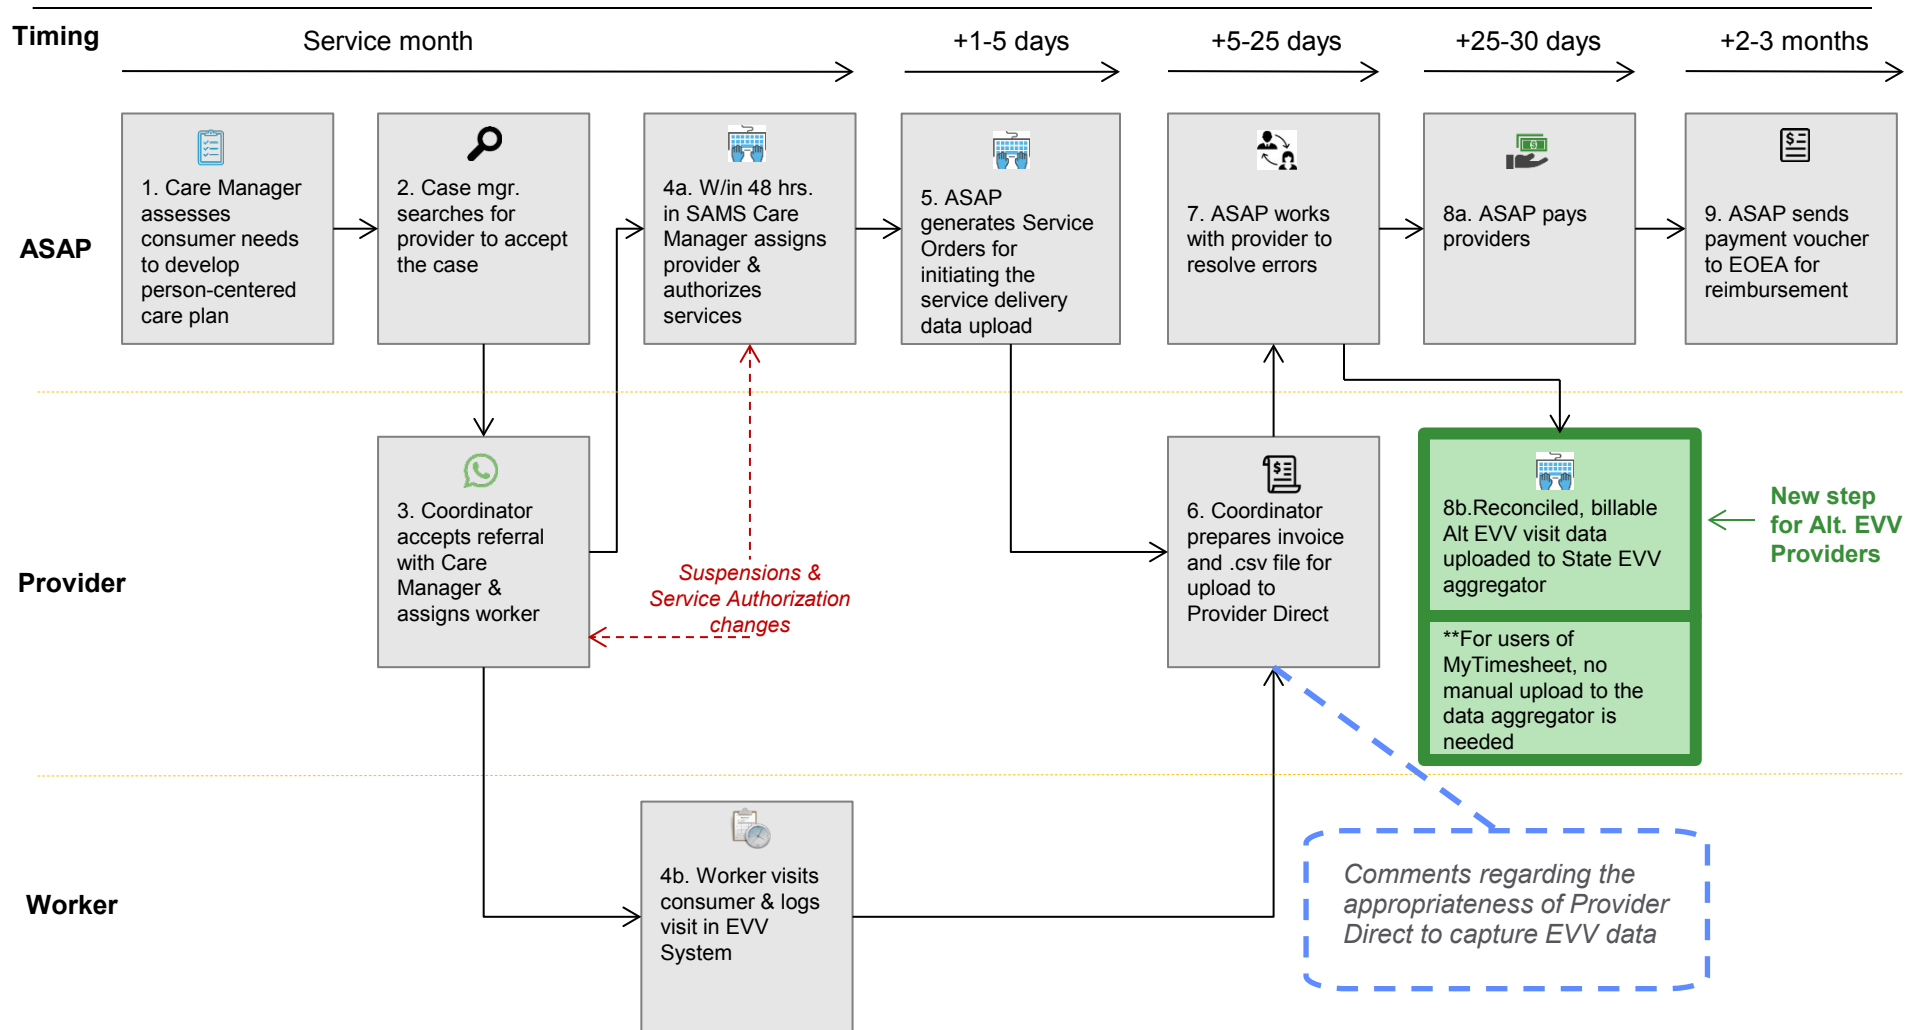 Timing
Service month
+1-5 days
+5-25 days
+25-30 days
+2-3 months
ASAP
1. Care Manager
assesses
consumer needs
to develop
person-centered
care plan
2. Case mgr.
searches for
provider to accept
the case
4a. W/in 48 hrs.
in SAMS Care
Manager assigns
provider &
authorizes
services
5. ASAP
generates Service
Orders for
initiating the
service delivery
data upload
7. ASAP works
with provider to
resolve errors
8a. ASAP pays
providers
9. ASAP sends
payment voucher
to EOEA for
reimbursement
Provider
3. Coordinator
accepts referral
with Care
Manager &
assigns worker
Suspensions &
Service Authorization
changes
6. Coordinator
prepares invoice
and .csv file for
upload to
Provider Direct
8b.Reconciled, billable
Alt EVV visit data
uploaded to State EVV
aggregator
**For users of
MyTimesheet, no
manual upload to the
data aggregator is
needed
New step
for Alt. EVV
Providers
Worker
4b. Worker visits
consumer & logs
visit in EVV
System
Comments regarding the
appropriateness of Provider
Direct to capture EVV data